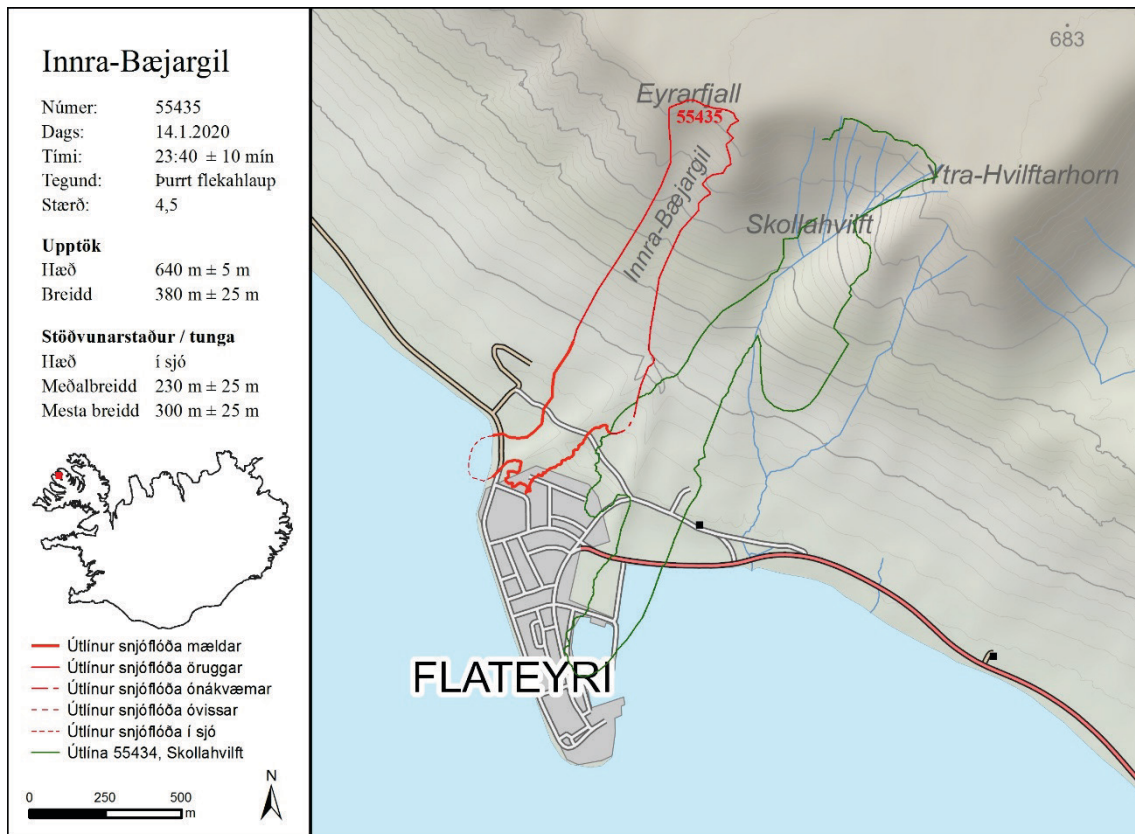 Innra-Bæjargil
Númer: 55435
Dags: 14.1.2020
Tími: 23:40 ± 10 mín
Tegund: Þurrt flekahlaup
Stærð: 4,5
Upptök
Hæð 640 m ± 5 m
Breidd 380 m ± 25 m
Stöðvunarstaður / tunga
Hæð í sjó
Meðalbreidd 230 m ± 25 m
Mesta breidd 300 m ± 25 m
Útlínur snjóflóða mældar
Útlínur snjóflóða öruggar
Útlínur snjóflóða ónákvæmar
Útlínur snjóflóða óvissar
Útlínur snjóflóða í sjó
Útlína 55434, Skollahvilft
0 250 500
m
N
683
Eyrarfjall
55435
Innra-Bæjargil
Ytra-Hvilftarhorn
Skollahvilft
FLATEYRI